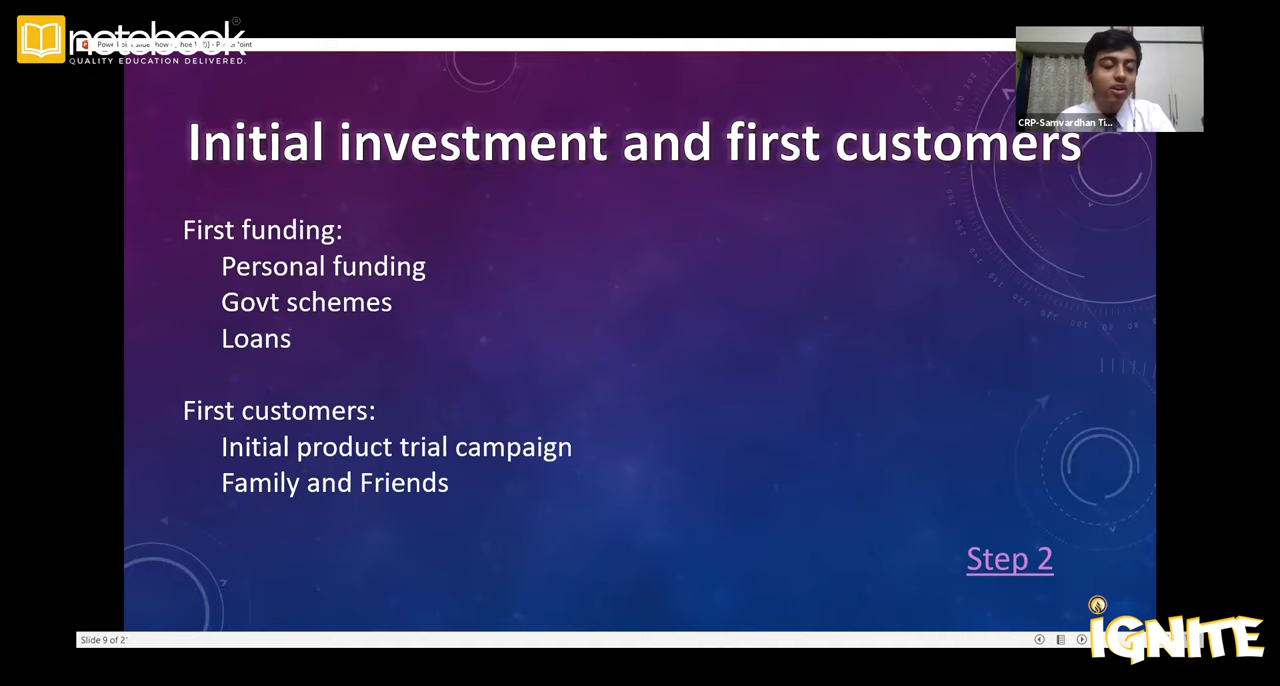 notebook
QUALITY EDUCATION DELIVERED.
CRP-Samvardhan Ti...
Initial investment and first customers
First funding:
Personal funding
Govt schemes
Loans
First customers:
Initial product trial campaign
Family and Friends
Step 2
Slide 9 of 2
IGNITE